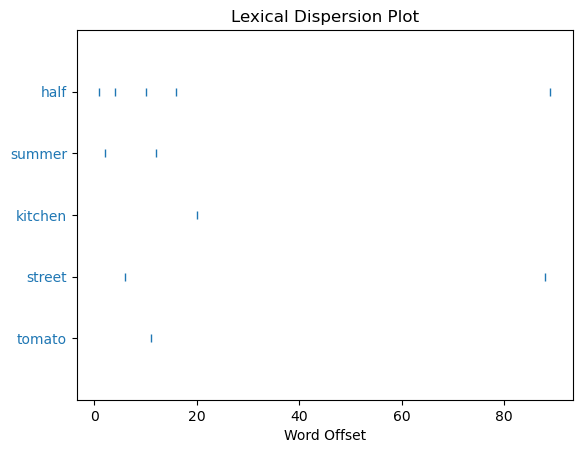 Lexical Dispersion Plot
half
summer
kitchen
street
tomato
0 20 40 60 80
Word Offset